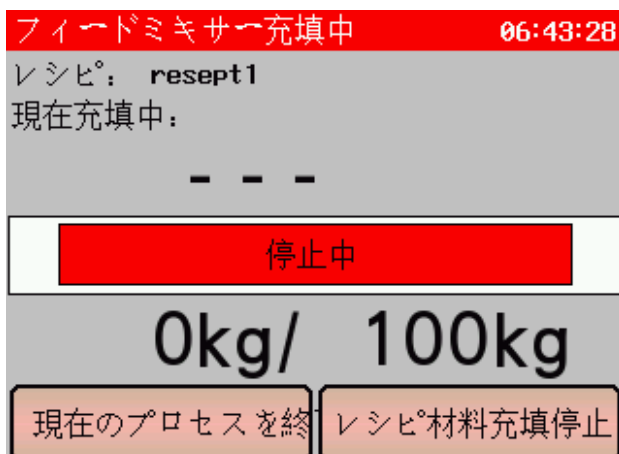 フィードミキサー充填中 06:43:28
レシピ: resept1
現在充填中:
- - -
停止中
0kg/ 100kg
現在のプロセスを終 レシピ材料充填停止